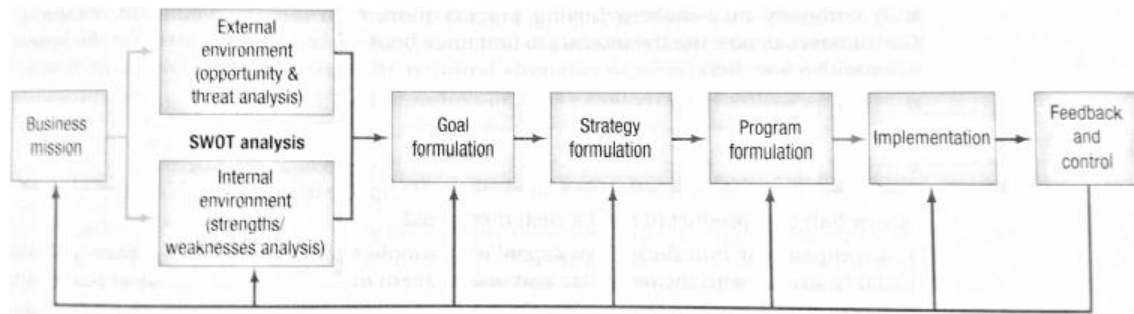 External
environment
(opportunity &
threat analysis)
Business
mission
SWOT analysis
Internal
environment
(strengths/
weaknesses analysis)
Goal
formulation
Strategy
formulation
Program
formulation
Implementation
Feedback
and
control